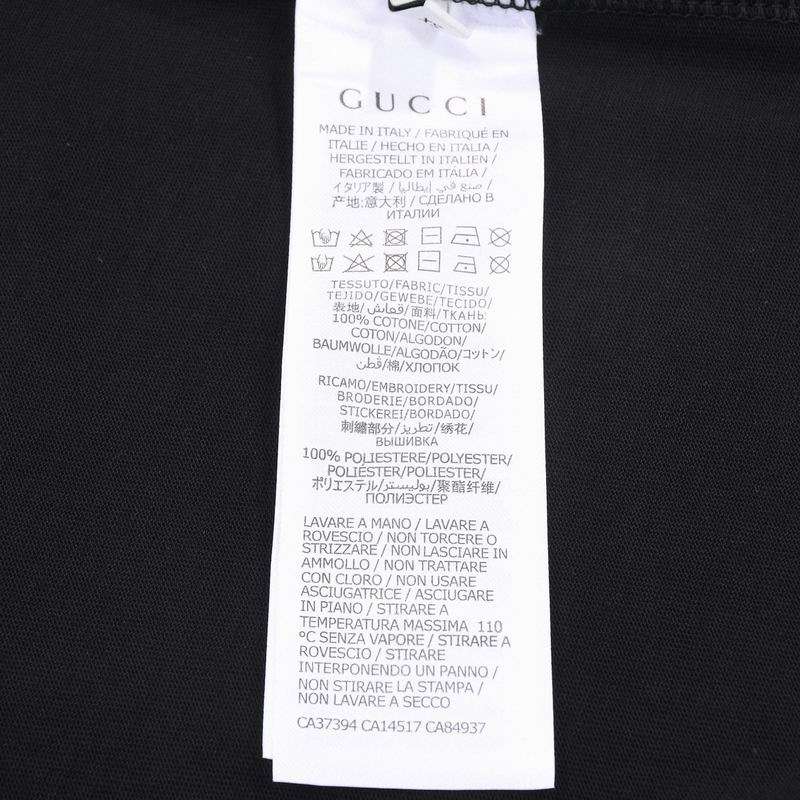 GUCCI
MADE IN ITALY / FABRIQUÉ EN
ITALIE / HECHO EN ITALIA /
HERGESTELLT IN ITALIEN /
FABRICADO EM ITÁLIA /
イタリア製 / صنع في إيطاليا /
产地:意大利 / СДЕЛАНО В
ИТАЛИИ
TESSUTO/FABRIC/TISSU/
TEJIDO/GEWEBE/TECIDO/
表地/قماش/面料/ТКАНЬ:
100% COTONE/COTTON/
COTON/ALGODON/
BAUMWOLLE/ALGODÃO/コットン/
قطن/棉/ХЛОПОК
RICAMO/EMBROIDERY/TISSU/
BRODERIE/BORDADO/
STICKEREI/BORDADO/
刺繍部分/تطريز/绣花/
ВЫШИВКА
100% POLIESTERE/POLYESTER/
POLIÉSTER/POLIESTER/
ポリエステル/بوليستر/聚酯纤维/
ПОЛИЭСТЕР
LAVARE A MANO / LAVARE A
ROVESCIO / NON TORCERE O
STRIZZARE / NON LASCIARE IN
AMMOLLO / NON TRATTARE
CON CLORO / NON USARE
ASCIUGATRICE / ASCIUGARE
IN PIANO / STIRARE A
TEMPERATURA MASSIMA 110
°C SENZA VAPORE / STIRARE A
ROVESCIO / STIRARE
INTERPONENDO UN PANNO /
NON STIRARE LA STAMPA /
NON LAVARE A SECCO
CA37394 CA14517 CA84937